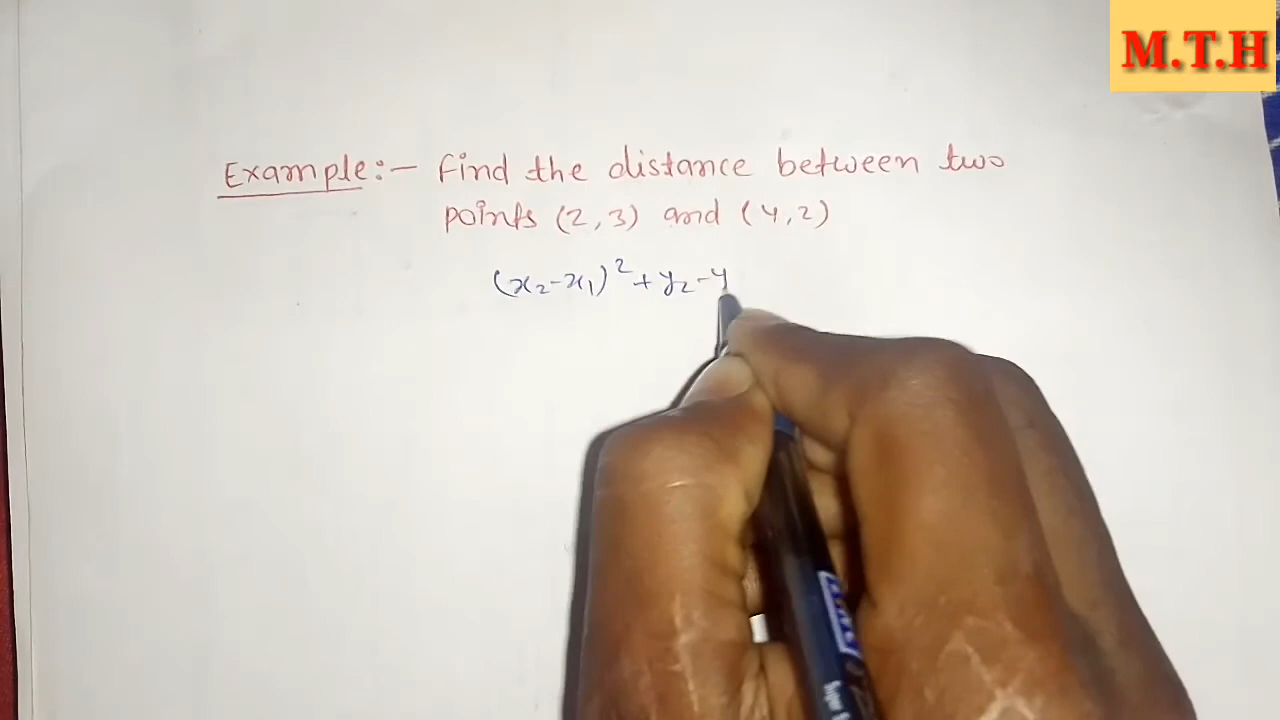 M.T.H
Example:- Find the distance between two
points (2,3) and (4,2)
(x₂-x₁)² + y₂-y